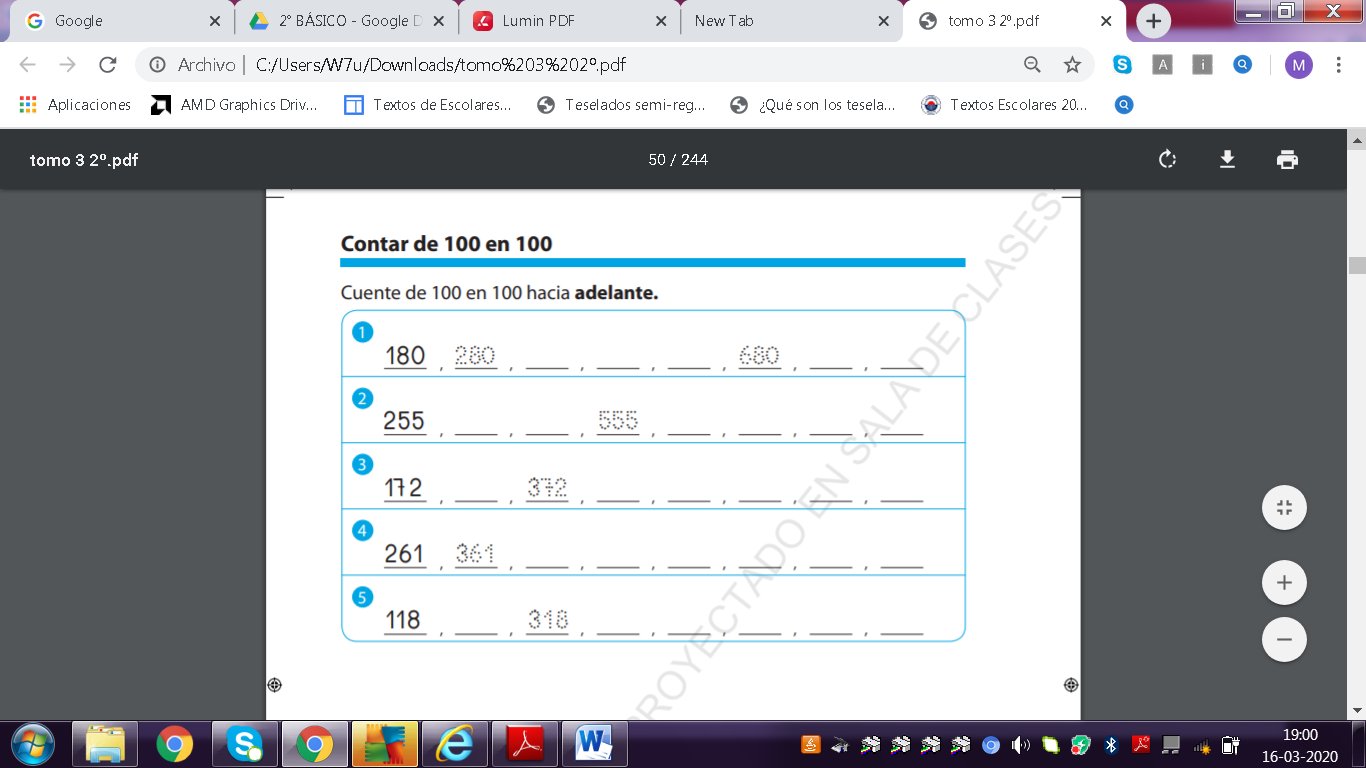 Google
2° BÁSICO - Google D
Lumin PDF
New Tab
tomo 3 2º.pdf
Archivo | C:/Users/W7u/Downloads/tomo%203%202º.pdf
A
i
M
Aplicaciones
AMD Graphics Driv...
Textos de Escolares...
Teselados semi-reg...
¿Qué son los tesela...
Textos Escolares 20...
tomo 3 2º.pdf
50 / 244
Contar de 100 en 100
Cuente de 100 en 100 hacia adelante.
1
180 , 280 , ___ , ___ , ___ , 680 , ___ , ___
2
255 , ___ , ___ , 555 , ___ , ___ , ___ , ___
3
172 , ___ , 372 , ___ , ___ , ___ , ___ , ___
4
261 , 361 , ___ , ___ , ___ , ___ , ___ , ___
5
118 , ___ , 318 , ___ , ___ , ___ , ___ , ___
PROYECTADO EN SALA DE CLASES
19:00
16-03-2020